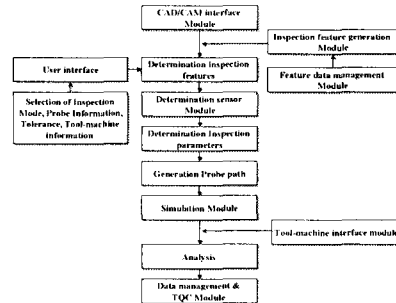 CAD/CAM interface
Module
Inspection feature generation
Module
User interface
Determination inspection
features
Feature data management
Module
Selection of Inspection
Mode, Probe Information,
Tolerance, Tool-machine
information
Determination sensor
Module
Determination Inspection
parameters
Generation Probe path
Simulation Module
Tool-machine interface module
Analysis
Data management &
TQC Module